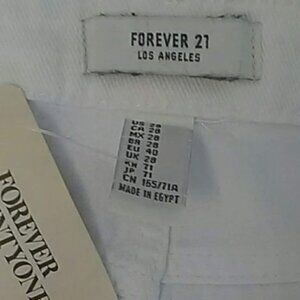 FOREVER 21
LOS ANGELES
US 28
CA 28
MX 28
BR 28
EU 40
UK 28
KR 71
JP 71
CN 165/71A
MADE IN EGYPT
FOREVER